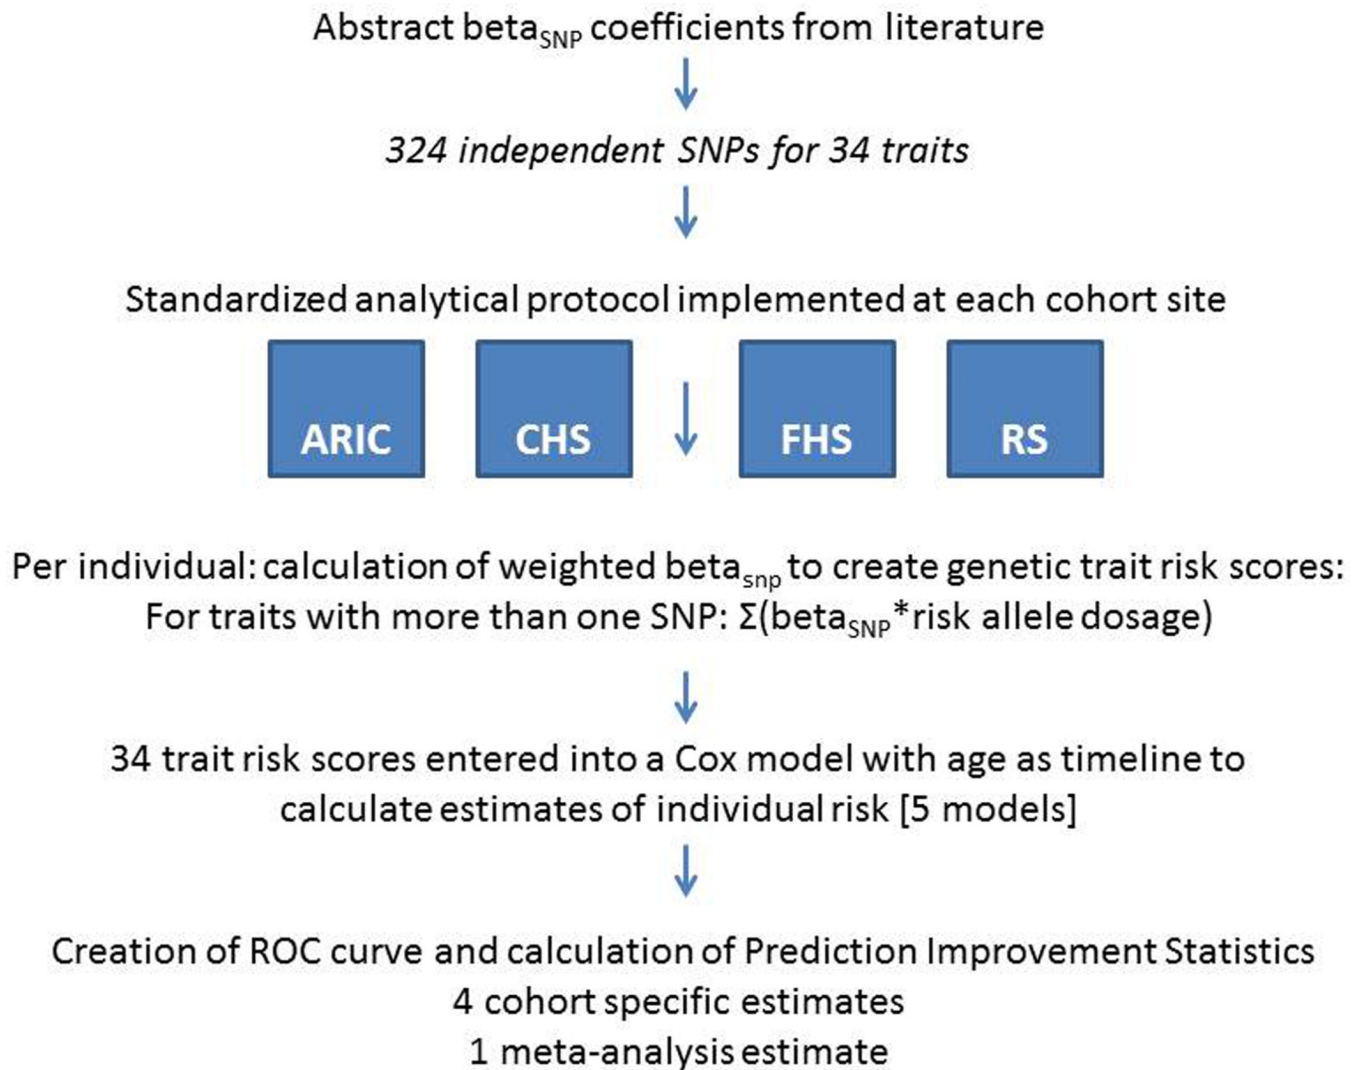 Abstract beta_SNP coefficients from literature
324 independent SNPs for 34 traits
Standardized analytical protocol implemented at each cohort site
ARIC CHS FHS RS
Per individual: calculation of weighted beta_snp to create genetic trait risk scores:
For traits with more than one SNP: Σ(beta_SNP*risk allele dosage)
34 trait risk scores entered into a Cox model with age as timeline to
calculate estimates of individual risk [5 models]
Creation of ROC curve and calculation of Prediction Improvement Statistics
4 cohort specific estimates
1 meta-analysis estimate